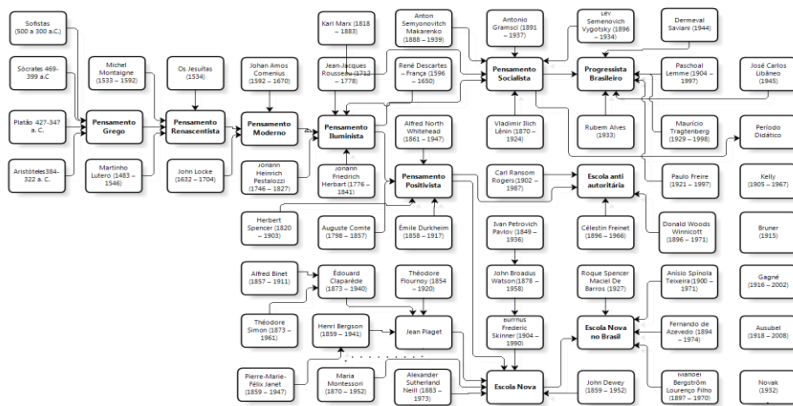 Sofistas
(500 a 300 a.C.)
Sócrates 469-
399 a.C
Platão 427-347
a. C.
Aristóteles384-
322 a. C.
Michel
Montaigne
(1533 – 1592)
Pensamento
Grego
Martinho
Lutero (1483 –
1546)
Os Jesuítas
(1534)
Pensamento
Renascentista
John Locke
(1632 – 1704)
Johan Amos
Comenius
(1592 – 1670)
Pensamento
Moderno
Johann
Heinrich
Pestalozzi
(1746 – 1827)
Herbert
Spencer (1820
– 1903)
Karl Marx (1818
– 1883)
Jean-Jacques
Rousseau (1712
– 1778)
Pensamento
Iluminista
Johann
Friedrich
Herbart (1776 –
1841)
Auguste Comte
(1798 – 1857)
Anton
Semyonovitch
Makarenko
(1888 – 1939)
René Descartes
– França (1596
– 1650)
Alfred North
Whitehead
(1861 – 1947)
Pensamento
Positivista
Émile Durkheim
(1858 – 1917)
Antonio
Gramsci (1891
– 1937)
Pensamento
Socialista
Vladimir Ilich
Lênin (1870 –
1924)
Carl Ransom
Rogers (1902 –
1987)
Ivan Petrovich
Pavlov (1849 –
1936)
Lev
Semenovich
Vygotsky (1896
– 1934)
Progressista
Brasileiro
Rubem Alves
(1933)
Escola anti
autoritária
Célestin Freinet
(1896 – 1966)
Dermeval
Saviani (1944)
Paschoal
Lemme (1904 –
1997)
Maurício
Tragtenberg
(1929 – 1998)
Paulo Freire
(1921 – 1997)
Donald Woods
Winnicott
(1896 – 1971)
José Carlos
Libâneo
(1945)
Período
Didático
Kelly
(1905 – 1967)
Bruner
(1915)
Alfred Binet
(1857 – 1911)
Théodore
Simon (1873 –
1961)
Pierre-Marie-
Félix Janet
(1859 – 1947)
Édouard
Claparède
(1873 – 1940)
Henri Bergson
(1859 – 1941)
Maria
Montessori
(1870 – 1952)
Théodore
Flournoy (1854
– 1920)
Jean Piaget
Alexander
Sutherland
Neill (1883 –
1973)
John Broadus
Watson(1878 –
1958)
Burrhus
Frederic
Skinner (1904 –
1990)
Escola Nova
Roque Spencer
Maciel De
Barros (1927)
Escola Nova
no Brasil
John Dewey
(1859 – 1952)
Anísio Spínola
Teixeira(1900 –
1971)
Fernando de
Azevedo (1894
– 1974)
Manoel
Bergström
Lourenço Filho
(1897 – 1970)
Gagné
(1916 – 2002)
Ausubel
(1918 – 2008)
Novak
(1932)